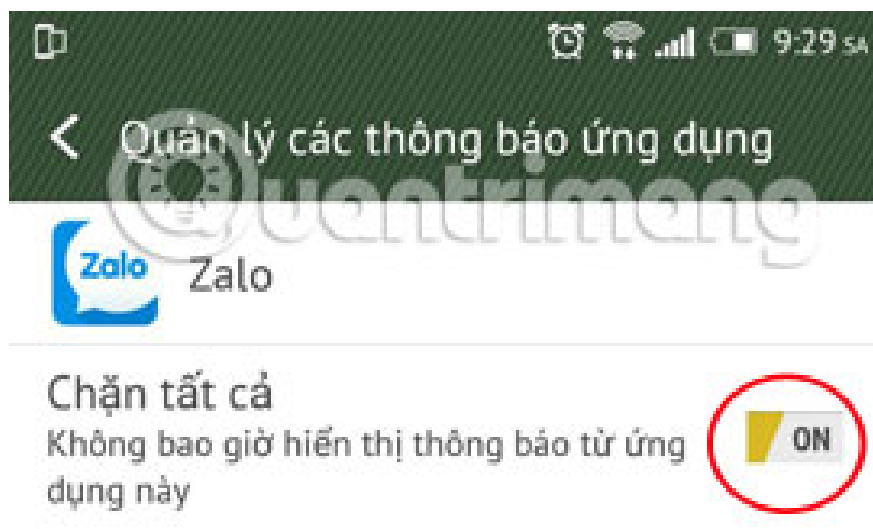 9:29 SA
Quản lý các thông báo ứng dụng
Quantrimang
Zalo Zalo
Chặn tất cả
Không bao giờ hiển thị thông báo từ ứng
dụng này
ON